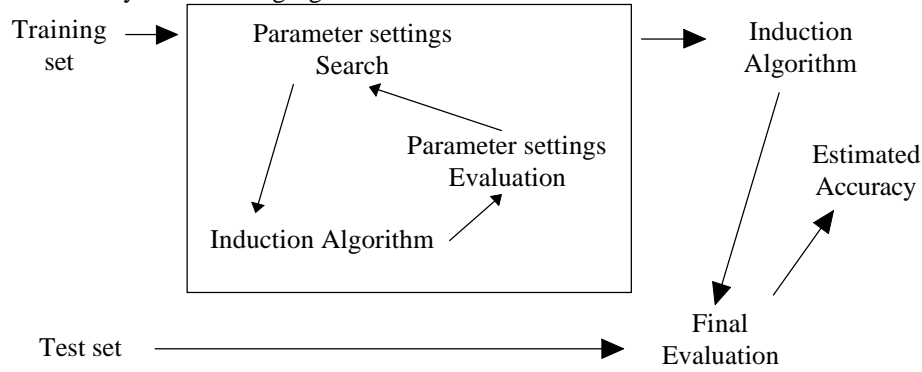 Training
set
Parameter settings
Search
Parameter settings
Evaluation
Induction Algorithm
Induction
Algorithm
Estimated
Accuracy
Final
Evaluation
Test set